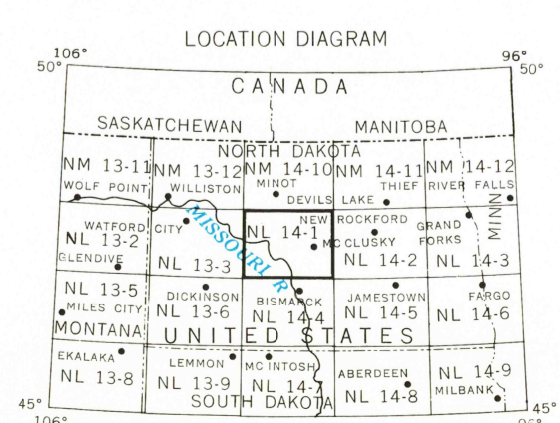 LOCATION DIAGRAM
106° 96°
50° 50°
CANADA
SASKATCHEWAN MANITOBA
NORTH DAKOTA
NM 13-11 NM 13-12 NM 14-10 NM 14-11 NM 14-12
WOLF POINT WILLISTON MINOT DEVILS LAKE THIEF RIVER FALLS
MINN
MISSOURI R
WATFORD CITY NEW ROCKFORD GRAND FORKS
NL 13-2 NL 13-3 NL 14-1 NL 14-2 NL 14-3
GLENDIVE MC CLUSKY
NL 13-5 DICKINSON BISMARCK JAMESTOWN FARGO
MILES CITY NL 13-6 NL 14-4 NL 14-5 NL 14-6
MONTANA UNITED STATES
EKALAKA LEMMON MC INTOSH ABERDEEN NL 14-9
NL 13-8 NL 13-9 NL 14-7 NL 14-8 MILBANK
SOUTH DAKOTA
45° 45°
106° 96°